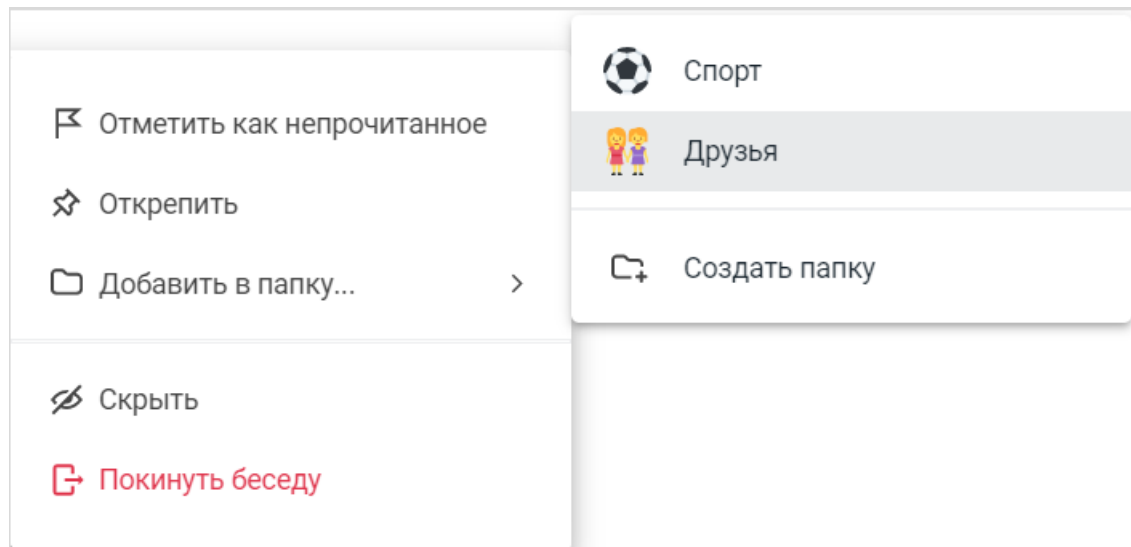 Отметить как непрочитанное
Открепить
Добавить в папку...
Скрыть
Покинуть беседу
Спорт
Друзья
Создать папку